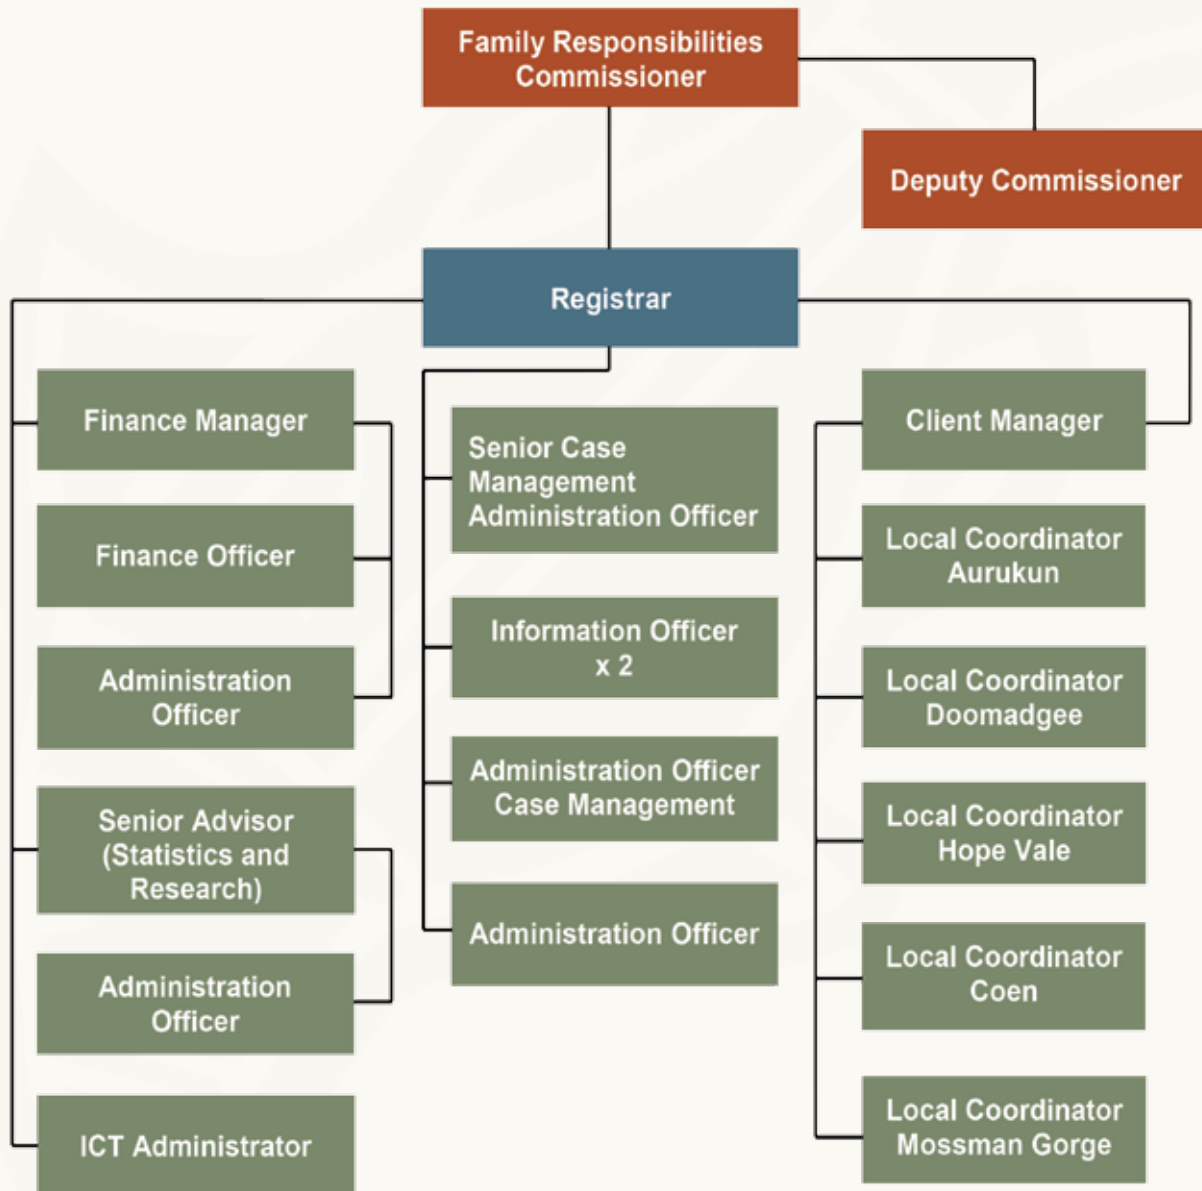 Family Responsibilities
Commissioner
Deputy Commissioner
Registrar
Finance Manager
Finance Officer
Administration
Officer
Senior Advisor
(Statistics and
Research)
Administration
Officer
ICT Administrator
Senior Case
Management
Administration Officer
Information Officer
x 2
Administration Officer
Case Management
Administration Officer
Client Manager
Local Coordinator
Aurukun
Local Coordinator
Doomadgee
Local Coordinator
Hope Vale
Local Coordinator
Coen
Local Coordinator
Mossman Gorge